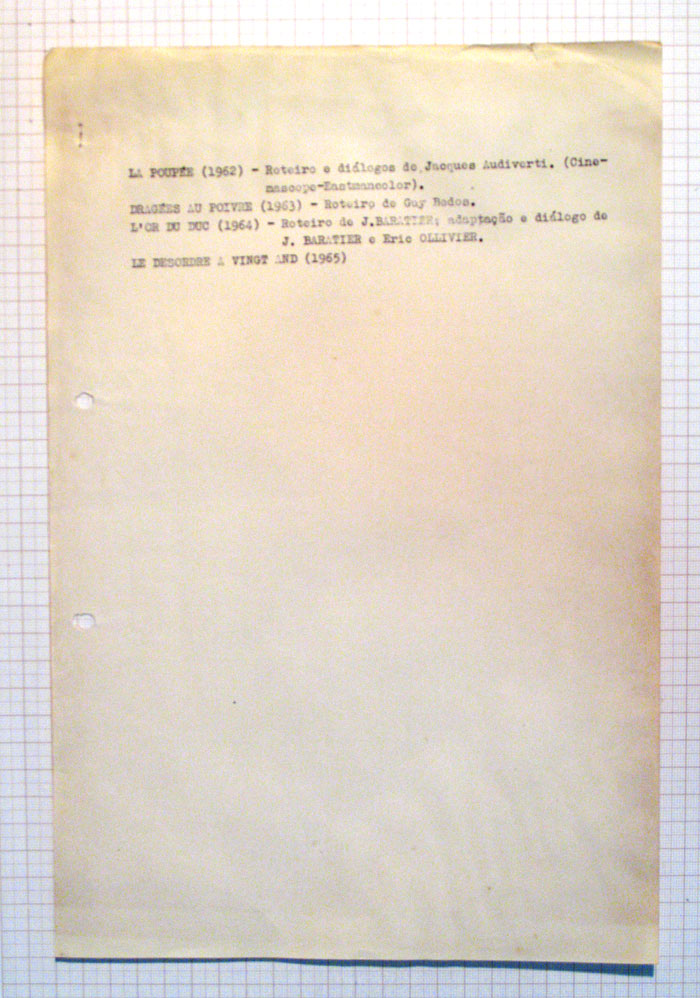 LA POUPÉE (1962) - Roteiro e diálogos de Jacques Audiverti. (Cine-
mascope-Eastmancolor).
DRAGÉES AU POIVRE (1963) - Roteiro de Guy Bedos.
L'OR DU DUC (1964) - Roteiro de J.BARATIER; adaptação e diálogo de
J. BARATIER e Eric OLLIVIER.
LE DESORDRE A VINGT AND (1965)